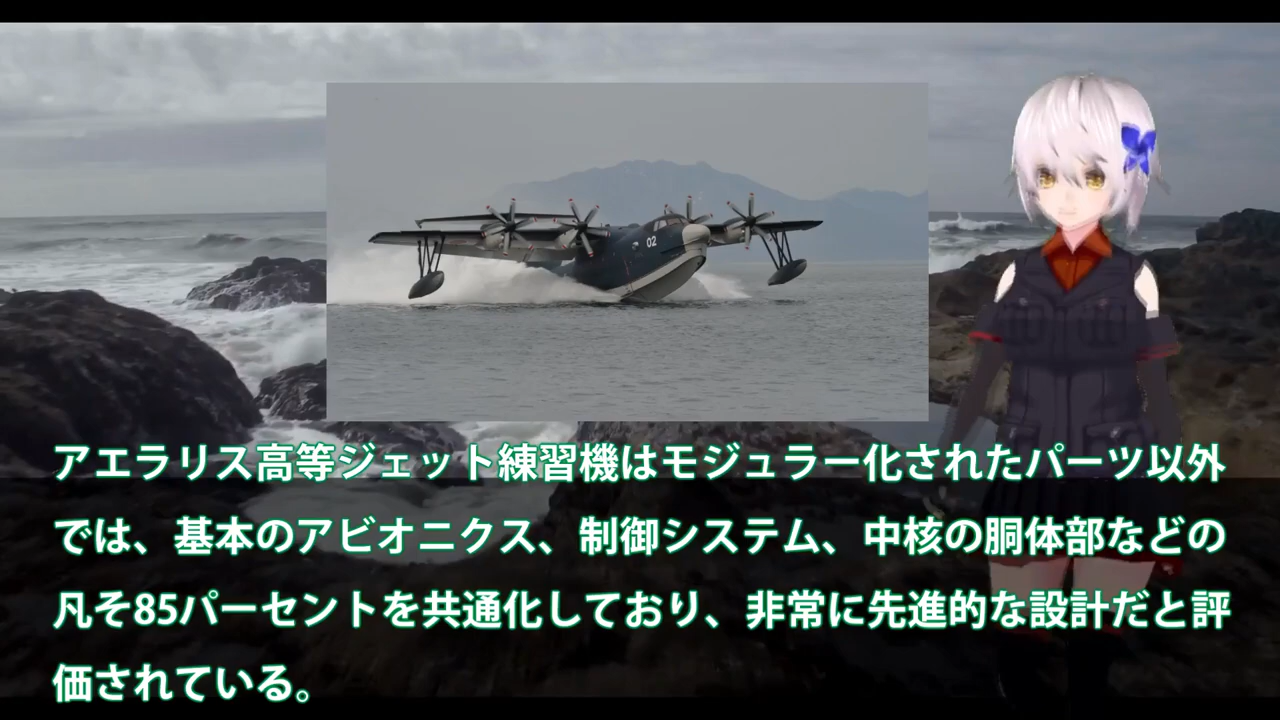 02
アエラリス高等ジェット練習機はモジュラー化されたパーツ以外
では、基本のアビオニクス、制御システム、中核の胴体部などの
凡そ85パーセントを共通化しており、非常に先進的な設計だと評
価されている。